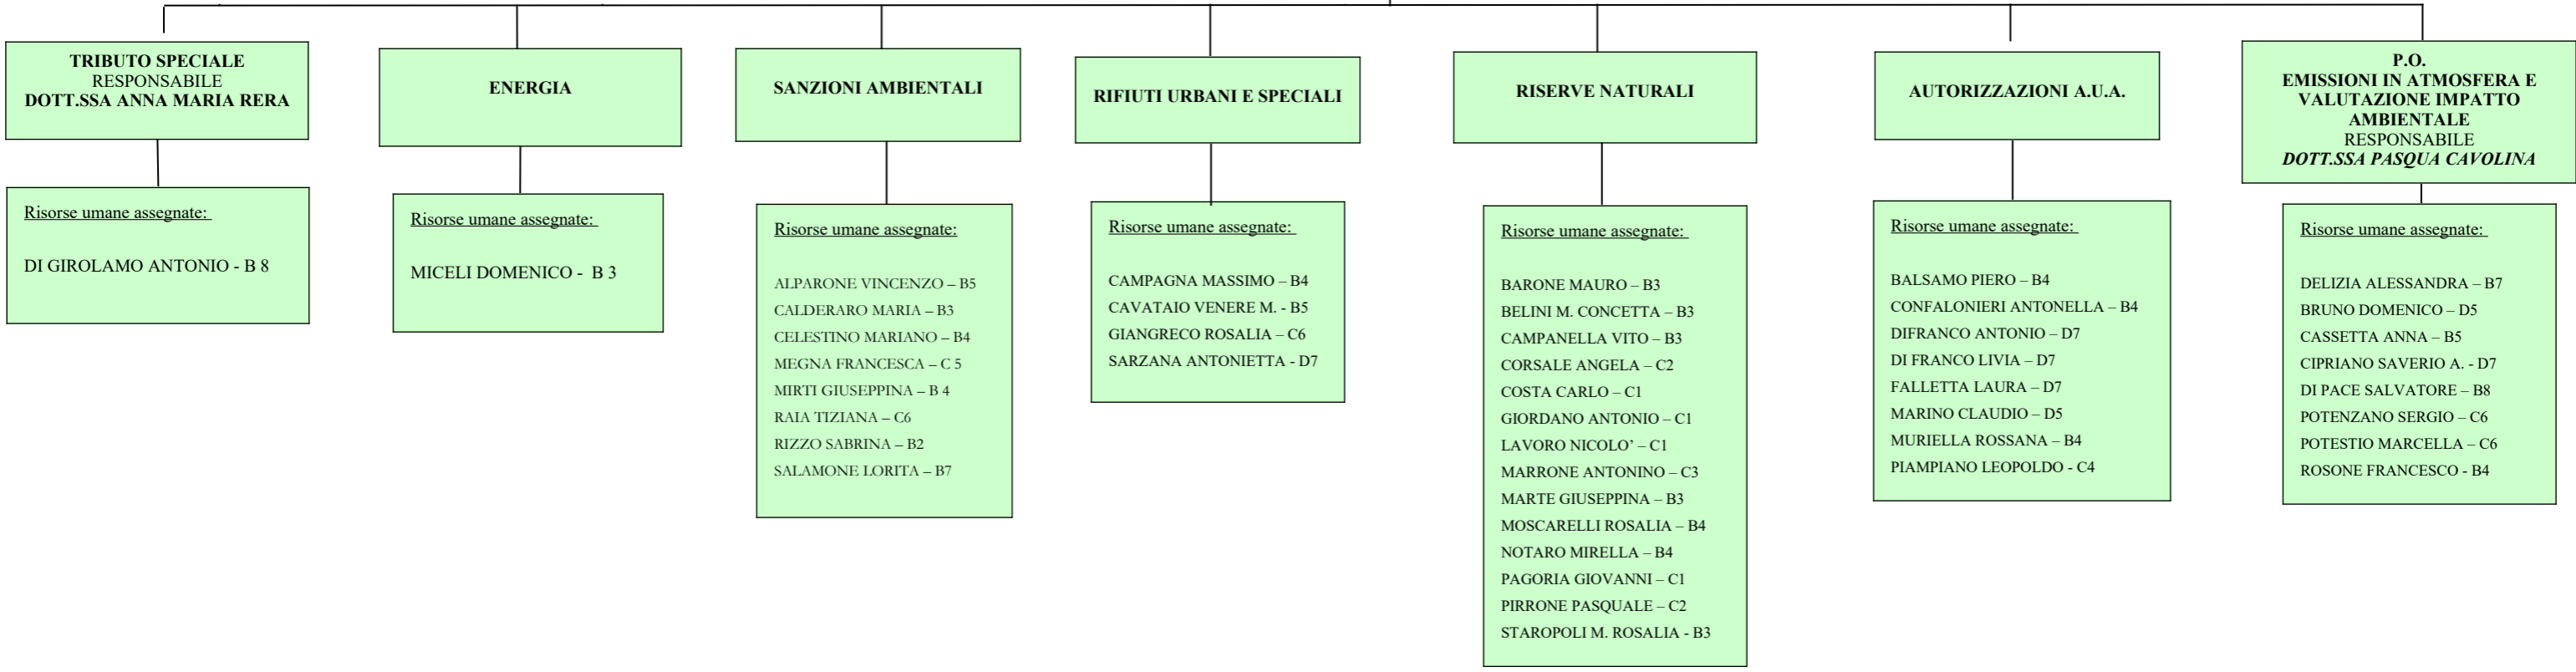 TRIBUTO SPECIALE
RESPONSABILE
DOTT.SSA ANNA MARIA RERA
Risorse umane assegnate:
DI GIROLAMO ANTONIO - B 8
ENERGIA
Risorse umane assegnate:
MICELI DOMENICO - B 3
SANZIONI AMBIENTALI
Risorse umane assegnate:
ALPARONE VINCENZO – B5
CALDERARO MARIA – B3
CELESTINO MARIANO – B4
MEGNA FRANCESCA – C 5
MIRTI GIUSEPPINA – B 4
RAIA TIZIANA – C6
RIZZO SABRINA – B2
SALAMONE LORITA – B7
RIFIUTI URBANI E SPECIALI
Risorse umane assegnate:
CAMPAGNA MASSIMO – B4
CAVATAIO VENERE M. - B5
GIANGRECO ROSALIA – C6
SARZANA ANTONIETTA - D7
RISERVE NATURALI
Risorse umane assegnate:
BARONE MAURO – B3
BELINI M. CONCETTA – B3
CAMPANELLA VITO – B3
CORSALE ANGELA – C2
COSTA CARLO – C1
GIORDANO ANTONIO – C1
LAVORO NICOLO’ – C1
MARRONE ANTONINO – C3
MARTE GIUSEPPINA – B3
MOSCARELLI ROSALIA – B4
NOTARO MIRELLA – B4
PAGORIA GIOVANNI – C1
PIRRONE PASQUALE – C2
STAROPOLI M. ROSALIA - B3
AUTORIZZAZIONI A.U.A.
Risorse umane assegnate:
BALSAMO PIERO – B4
CONFALONIERI ANTONELLA – B4
DIFRANCO ANTONIO – D7
DI FRANCO LIVIA – D7
FALLETTA LAURA – D7
MARINO CLAUDIO – D5
MURIELLA ROSSANA – B4
PIAMPIANO LEOPOLDO - C4
P.O.
EMISSIONI IN ATMOSFERA E
VALUTAZIONE IMPATTO
AMBIENTALE
RESPONSABILE
DOTT.SSA PASQUA CAVOLINA
Risorse umane assegnate:
DELIZIA ALESSANDRA – B7
BRUNO DOMENICO – D5
CASSETTA ANNA – B5
CIPRIANO SAVERIO A. - D7
DI PACE SALVATORE – B8
POTENZANO SERGIO – C6
POTESTIO MARCELLA – C6
ROSONE FRANCESCO - B4